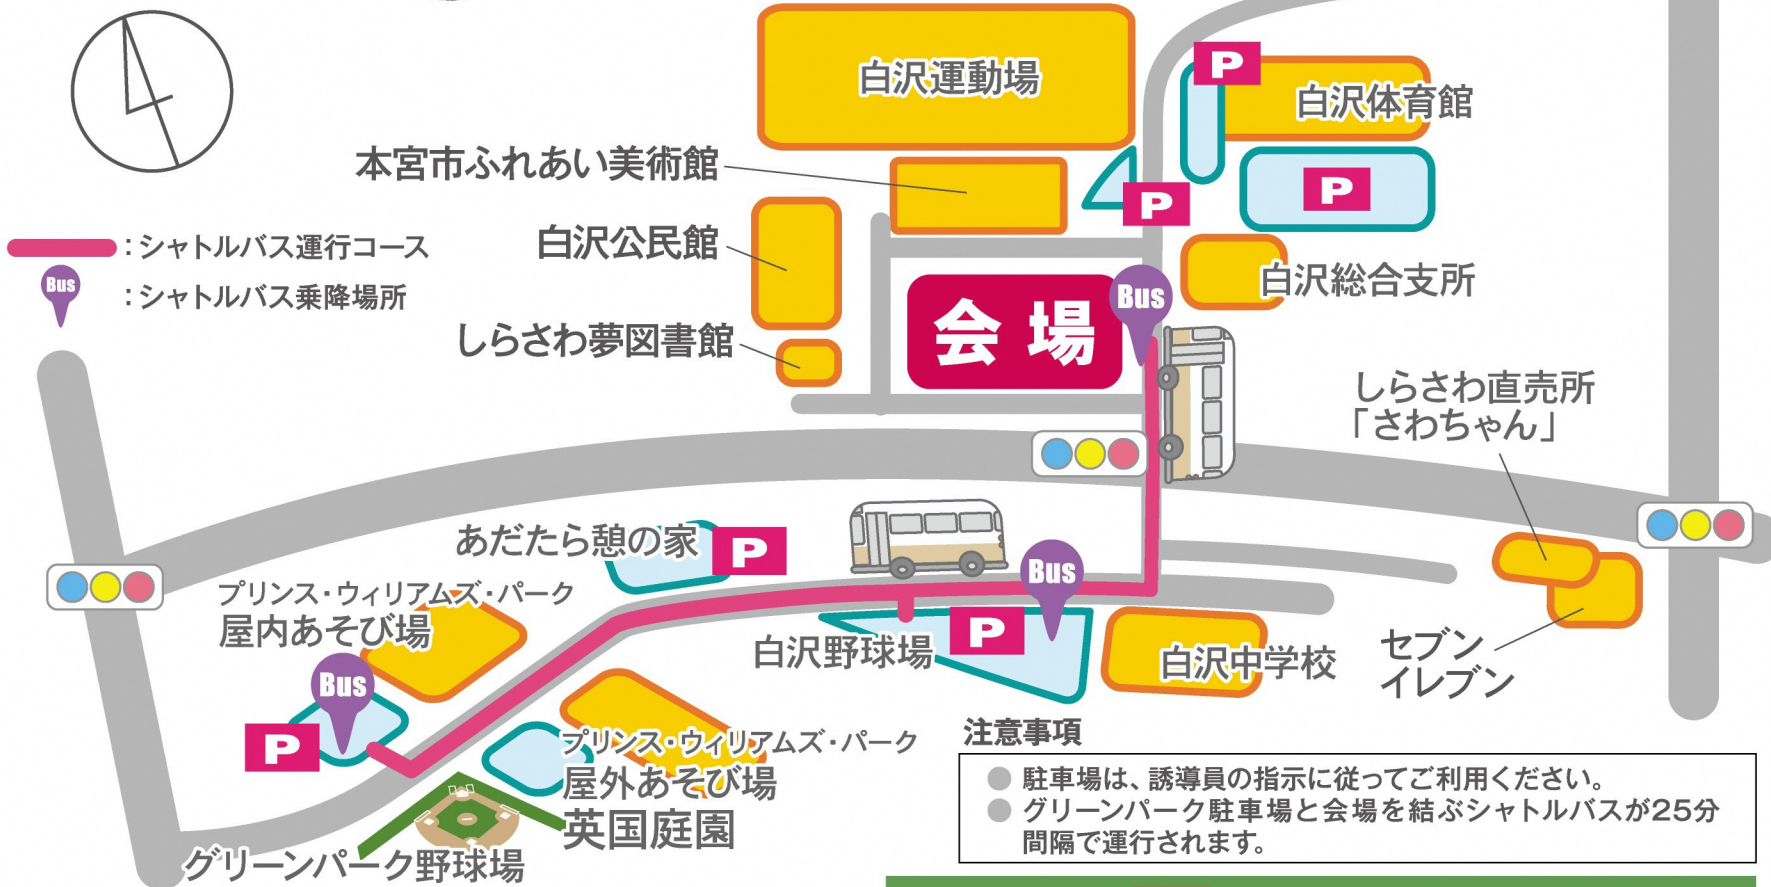 白沢運動場
P
白沢体育館
本宮市ふれあい美術館
P
P
白沢公民館
：シャトルバス運行コース
白沢総合支所
Bus
：シャトルバス乗降場所
Bus
会場
しらさわ夢図書館
しらさわ直売所
「さわちゃん」
あだたら憩の家
P
Bus
プリンス・ウィリアムズ・パーク
屋内あそび場
P
白沢野球場
白沢中学校
セブン
イレブン
Bus
P
プリンス・ウィリアムズ・パーク
屋外あそび場
英国庭園
グリーンパーク野球場
注意事項
● 駐車場は、誘導員の指示に従ってご利用ください。
● グリーンパーク駐車場と会場を結ぶシャトルバスが25分
間隔で運行されます。